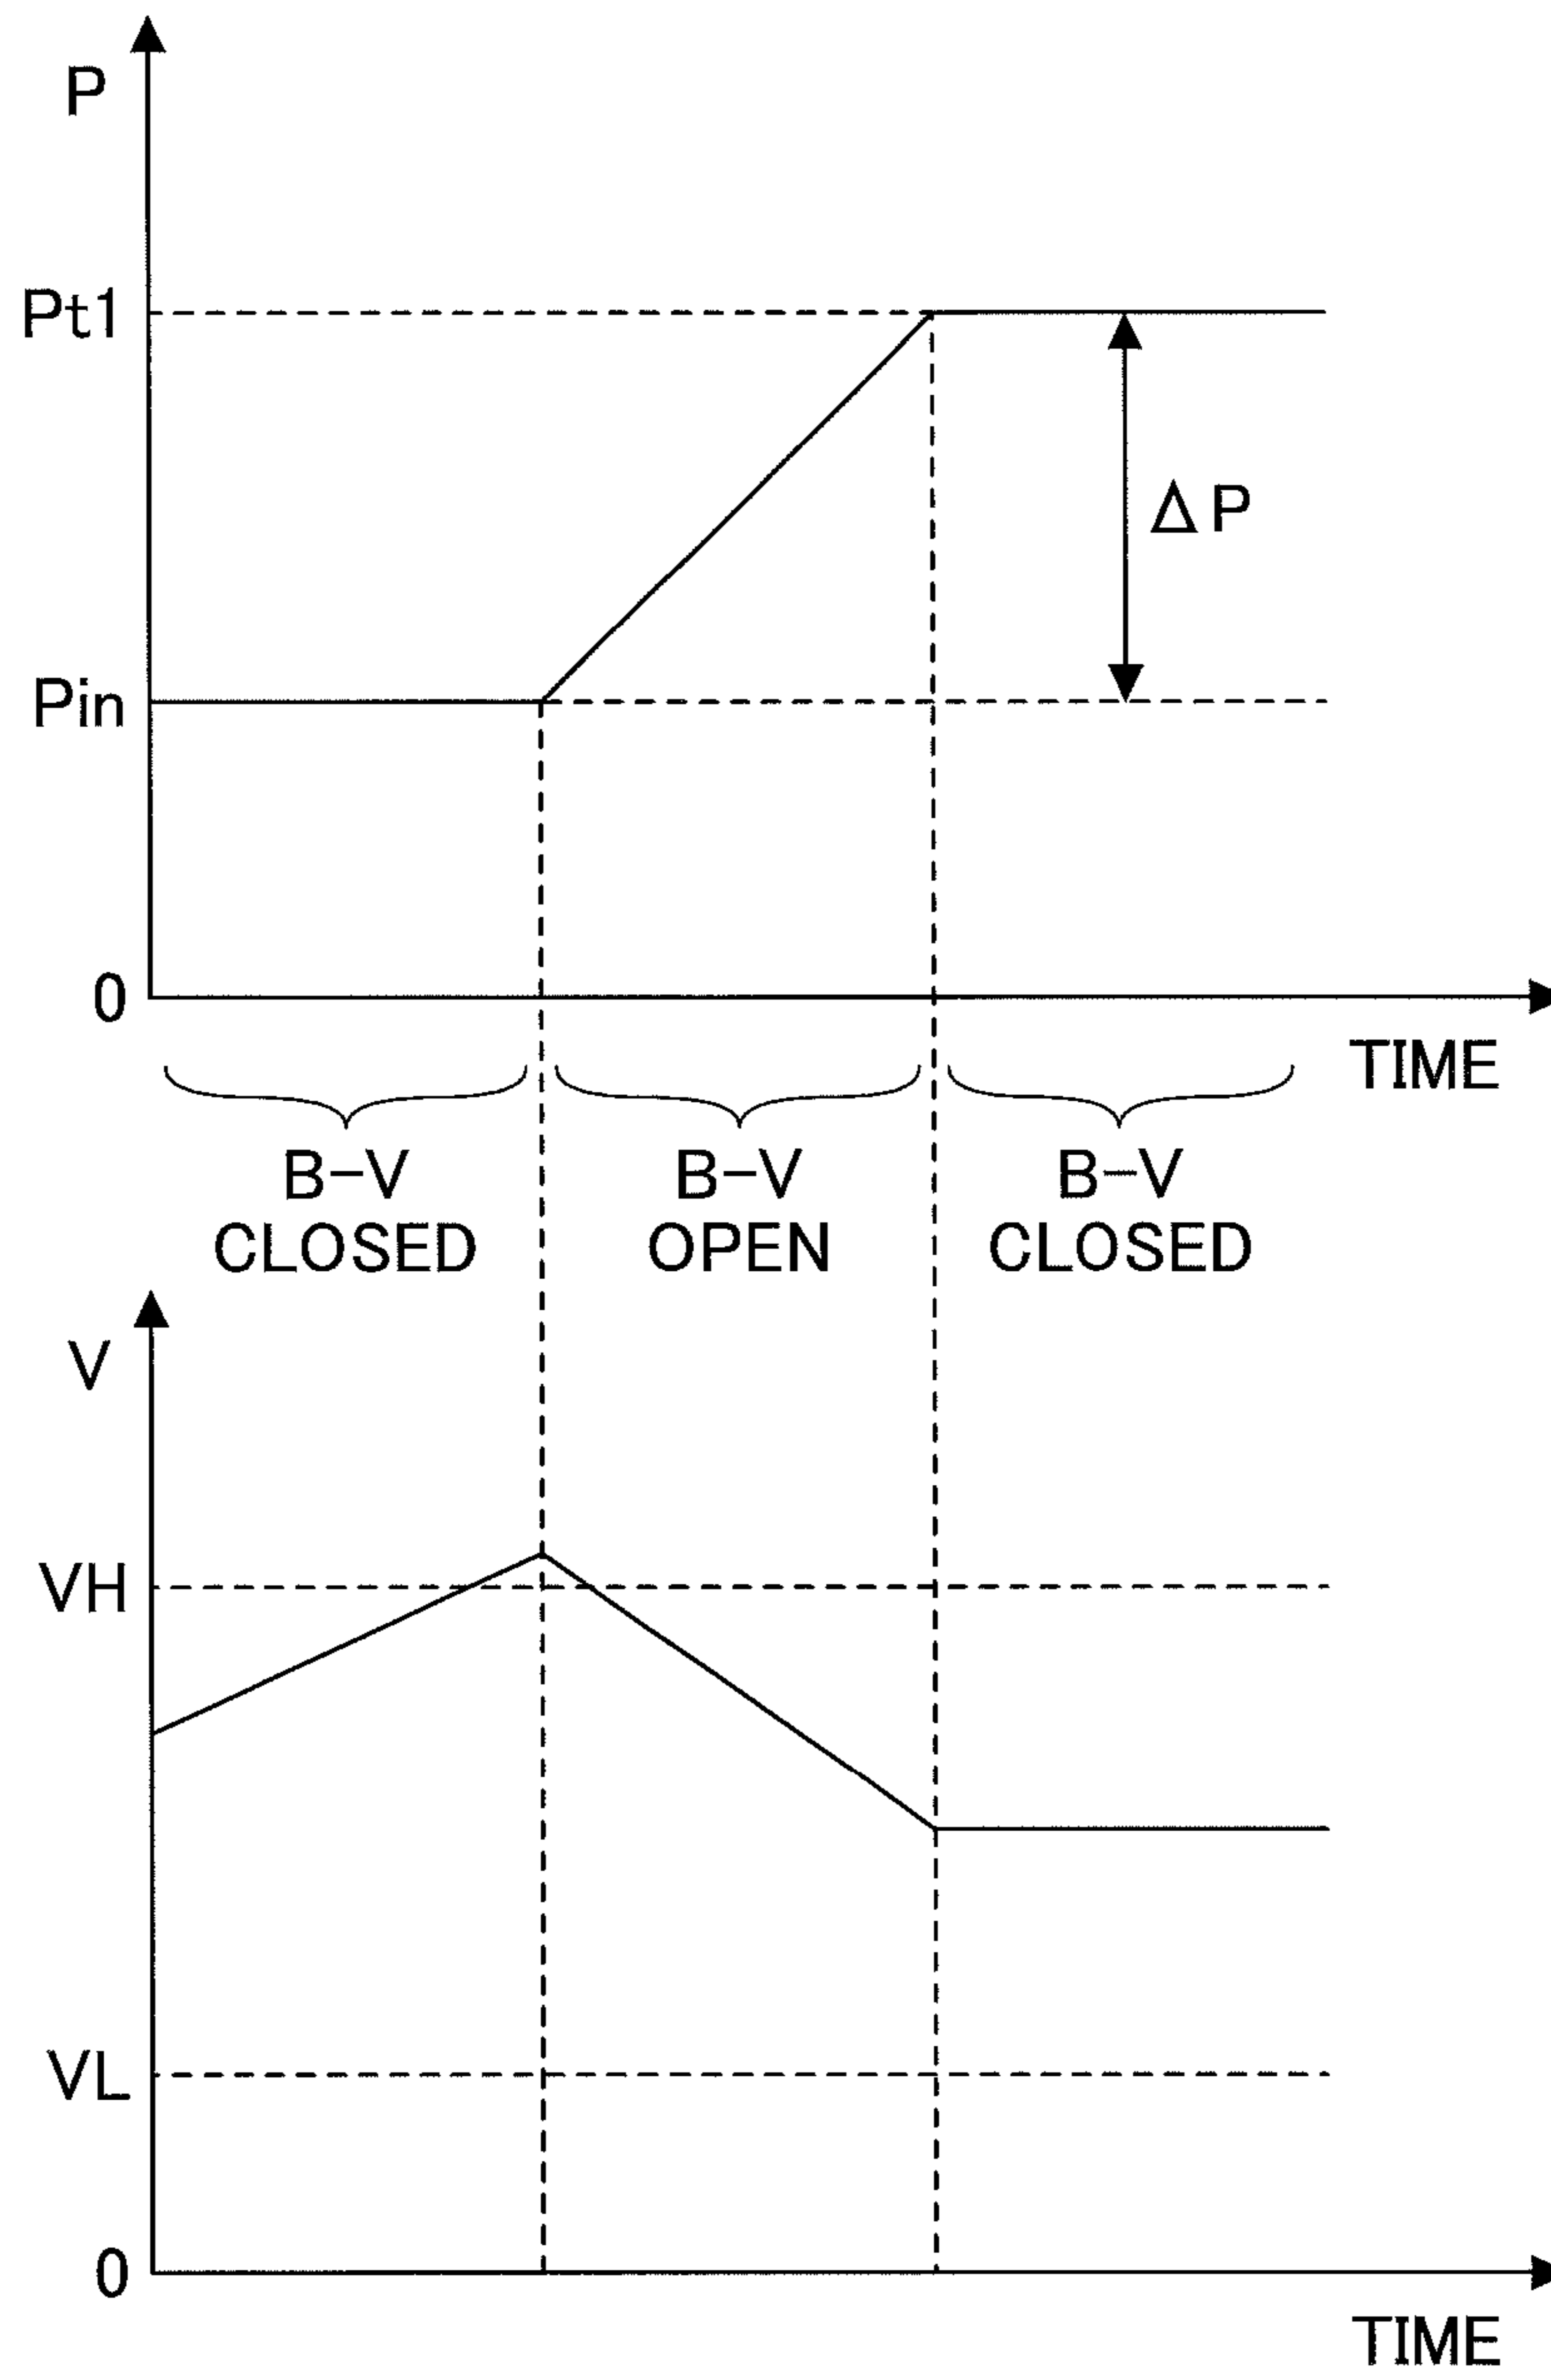 P
Pt1
ΔP
Pin
0
TIME
B-V CLOSED
B-V OPEN
B-V CLOSED
V
VH
VL
0
TIME